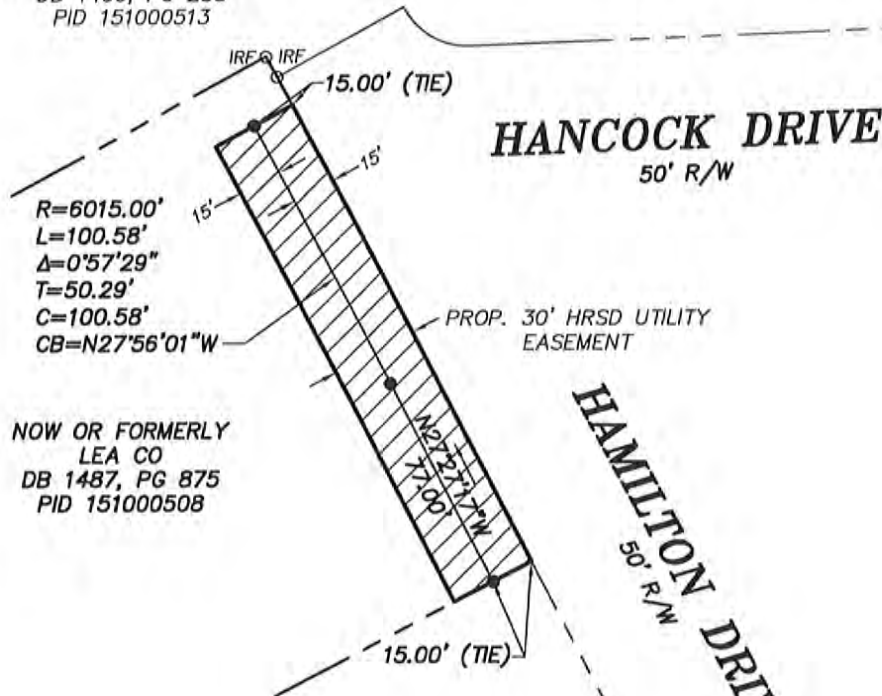 PID 151000513
IRF IRF
15.00' (TIE)
HANCOCK DRIVE
50' R/W
15'
15'
R=6015.00'
L=100.58'
Δ=0°57'29"
T=50.29'
C=100.58'
CB=N27°56'01"W
PROP. 30' HRSD UTILITY
EASEMENT
NOW OR FORMERLY
LEA CO
DB 1487, PG 875
PID 151000508
N27°27'17"W
77.00'
HAMILTON
50' R/W
15.00' (TIE)